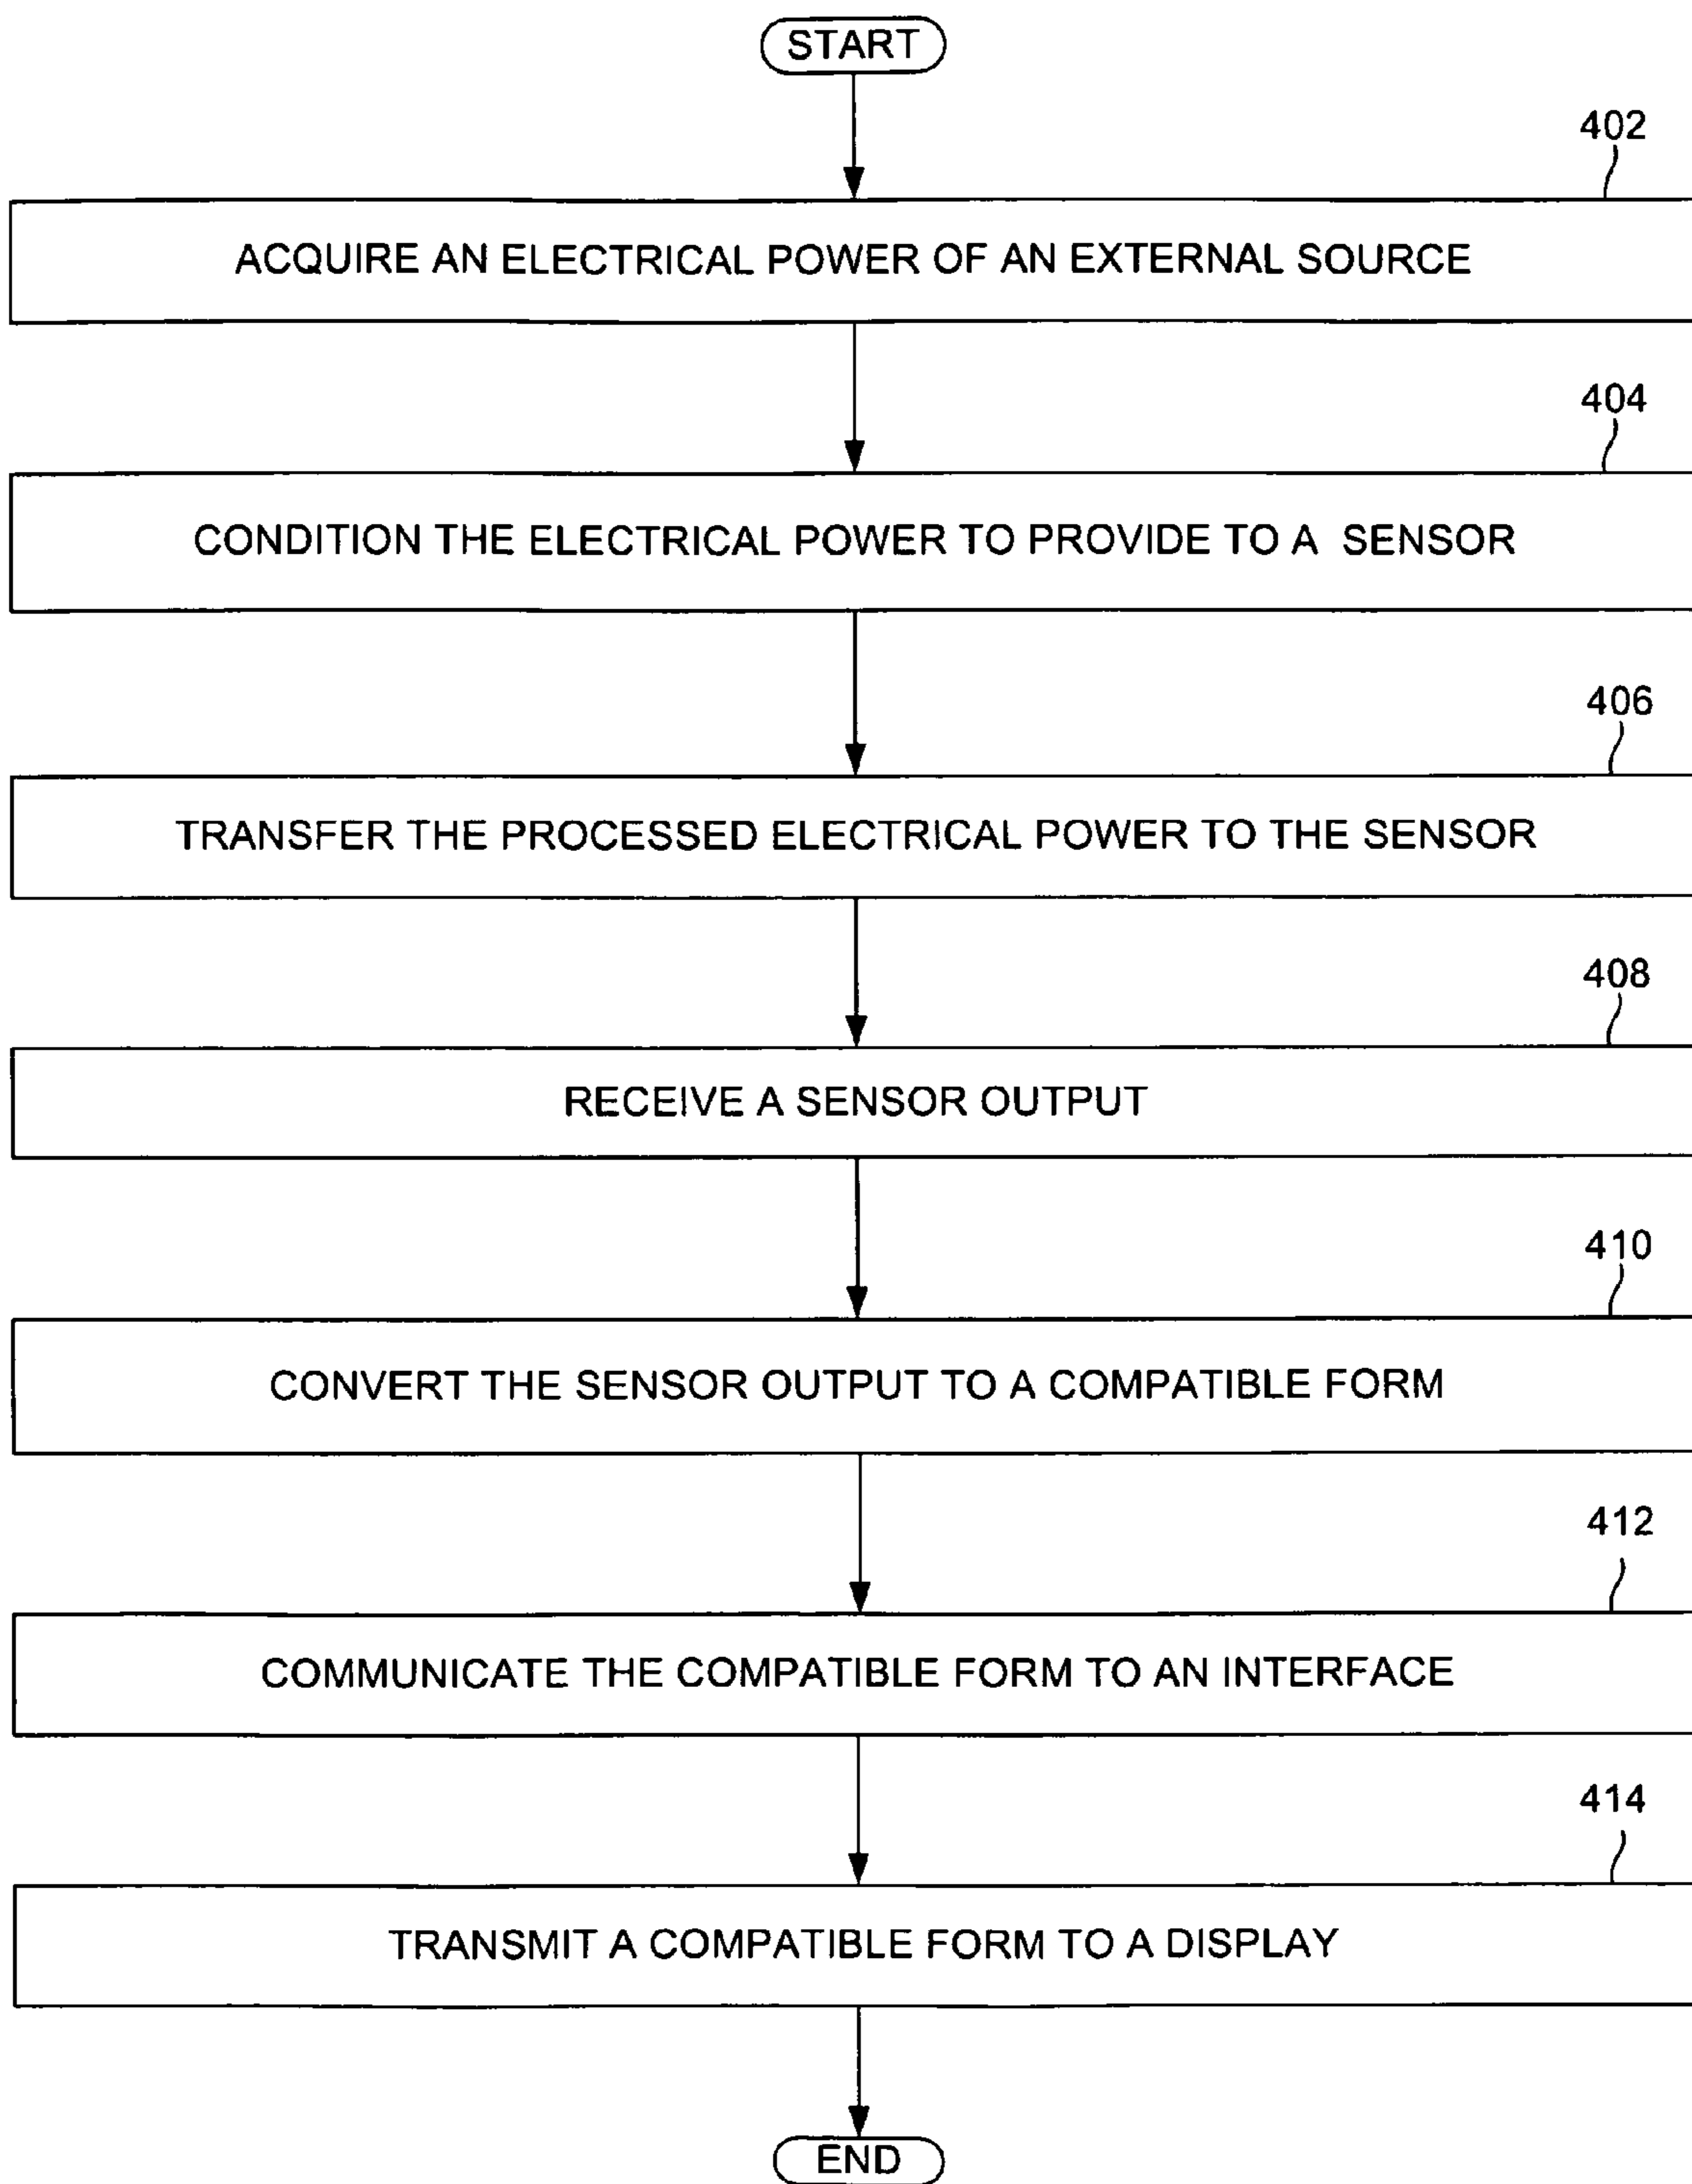 START
402
ACQUIRE AN ELECTRICAL POWER OF AN EXTERNAL SOURCE
404
CONDITION THE ELECTRICAL POWER TO PROVIDE TO A SENSOR
406
TRANSFER THE PROCESSED ELECTRICAL POWER TO THE SENSOR
408
RECEIVE A SENSOR OUTPUT
410
CONVERT THE SENSOR OUTPUT TO A COMPATIBLE FORM
412
COMMUNICATE THE COMPATIBLE FORM TO AN INTERFACE
414
TRANSMIT A COMPATIBLE FORM TO A DISPLAY
END